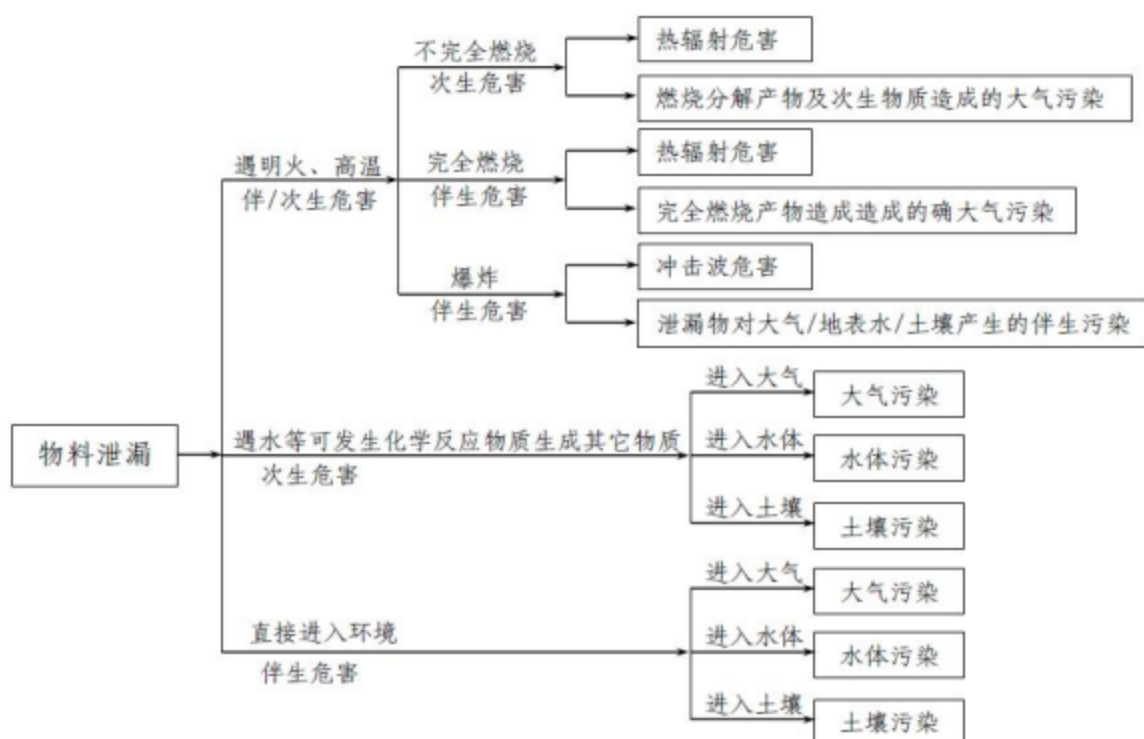 不完全燃烧
次生危害
热辐射危害
燃烧分解产物及次生物质造成的大气污染
遇明火、高温
伴/次生危害
完全燃烧
伴生危害
热辐射危害
完全燃烧产物造成造成的确大气污染
爆炸
伴生危害
冲击波危害
泄漏物对大气/地表水/土壤产生的伴生污染
物料泄漏
遇水等可发生化学反应物质生成其它物质
次生危害
进入大气
大气污染
进入水体
水体污染
进入土壤
土壤污染
直接进入环境
伴生危害
进入大气
大气污染
进入水体
水体污染
进入土壤
土壤污染